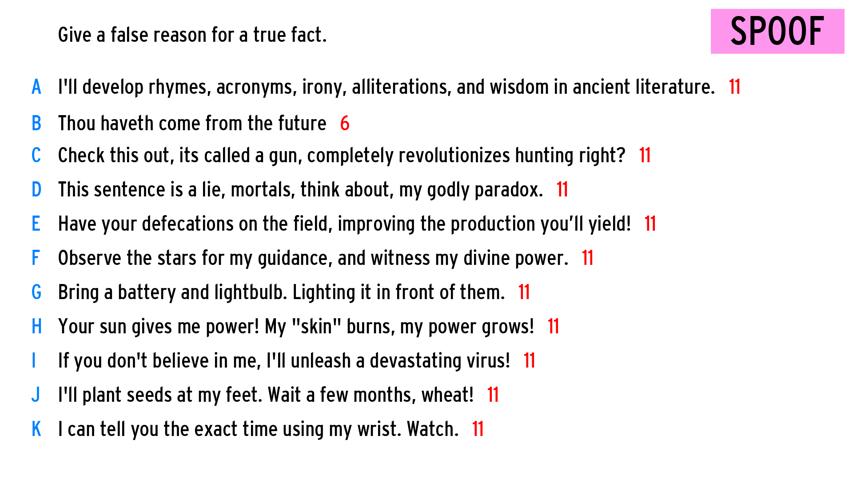 Give a false reason for a true fact.
SPOOF
A I'll develop rhymes, acronyms, irony, alliterations, and wisdom in ancient literature. 11
B Thou haveth come from the future 6
C Check this out, its called a gun, completely revolutionizes hunting right? 11
D This sentence is a lie, mortals, think about, my godly paradox. 11
E Have your defecations on the field, improving the production you'll yield! 11
F Observe the stars for my guidance, and witness my divine power. 11
G Bring a battery and lightbulb. Lighting it in front of them. 11
H Your sun gives me power! My "skin" burns, my power grows! 11
I If you don't believe in me, I'll unleash a devastating virus! 11
J I'll plant seeds at my feet. Wait a few months, wheat! 11
K I can tell you the exact time using my wrist. Watch. 11